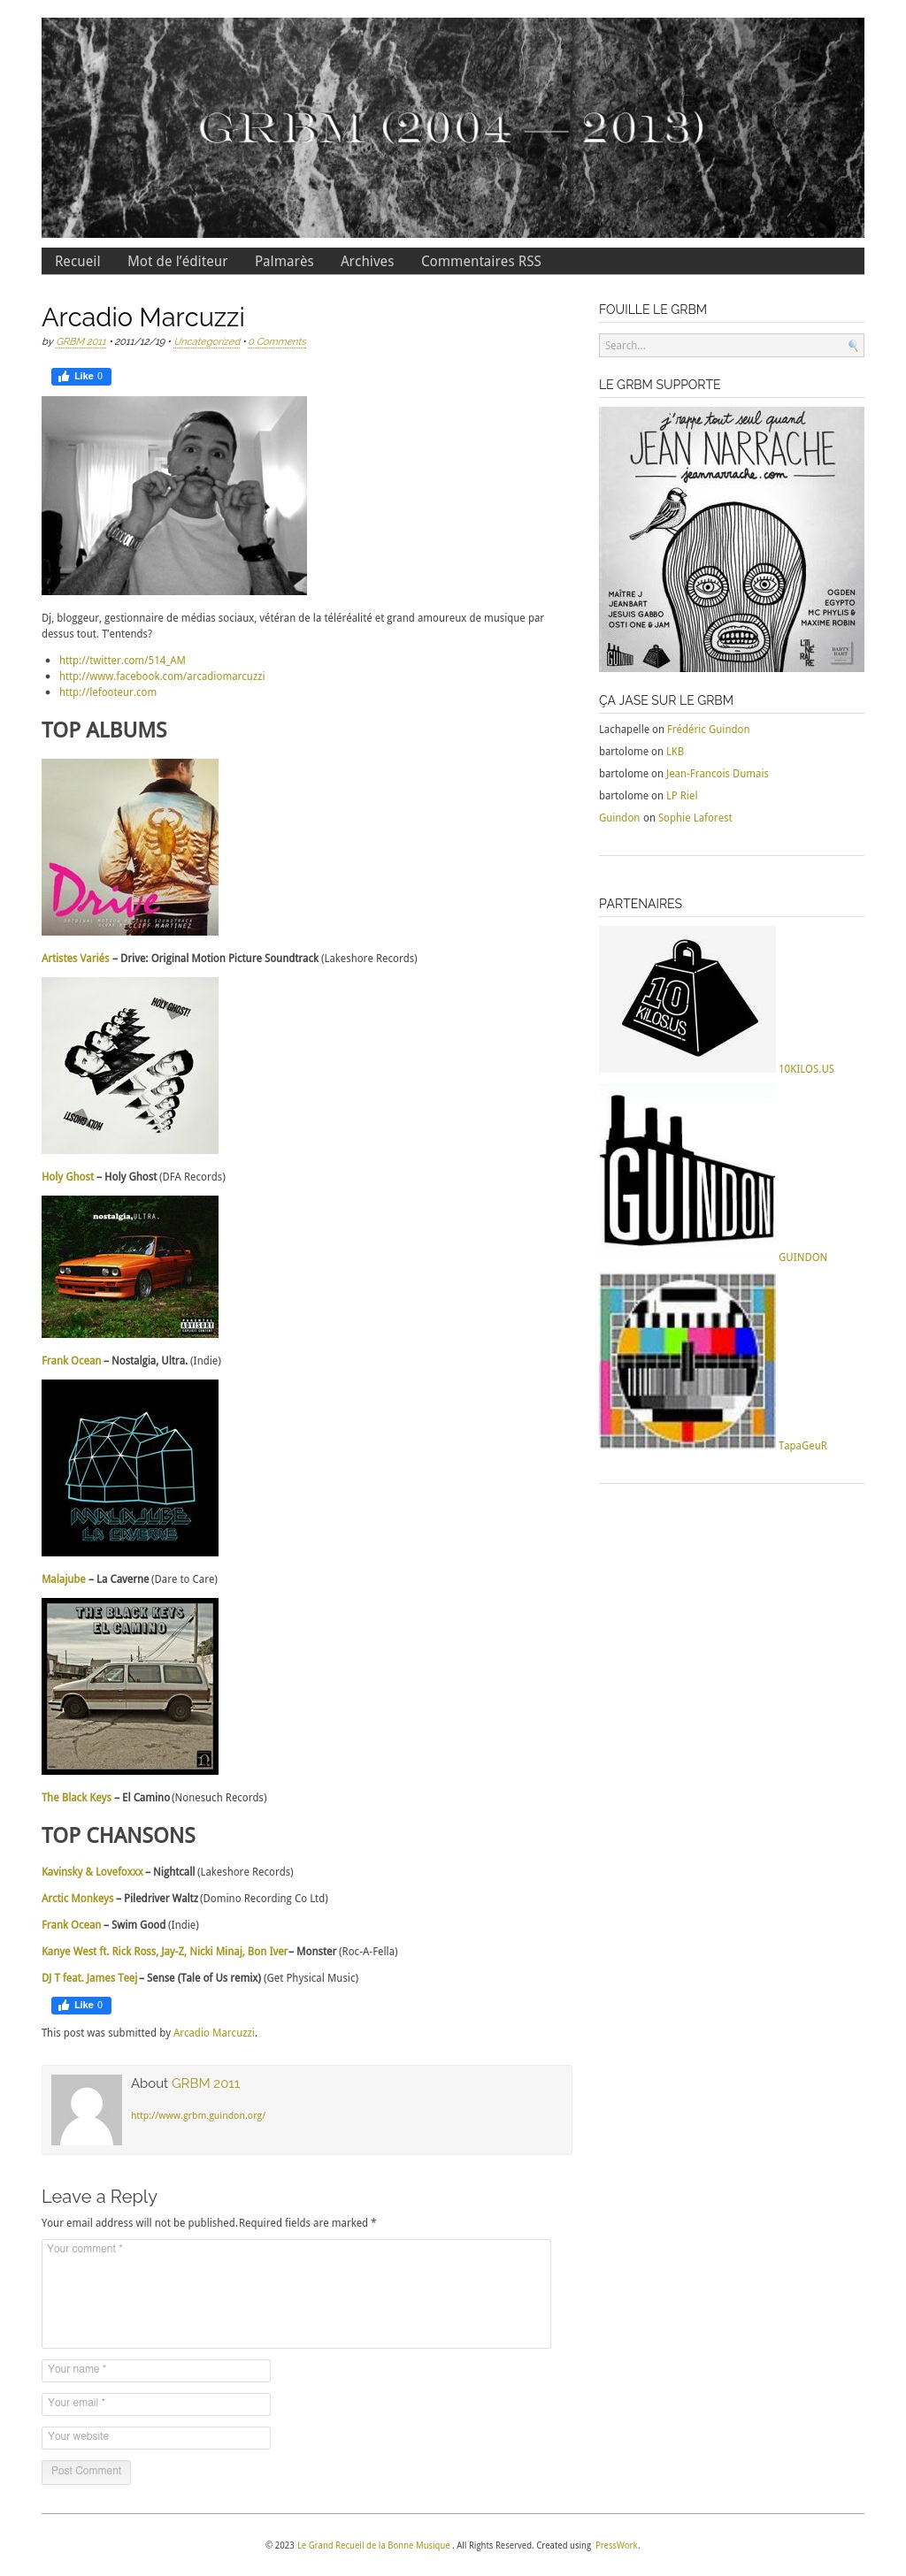 GRBM (2004 — 2013)
Recueil Mot de l'éditeur Palmarès Archives Commentaires RSS
Arcadio Marcuzzi
by GRBM 2011 • 2011/12/19 • Uncategorized • 0 Comments
Like 0
Dj, bloggeur, gestionnaire de médias sociaux, vétéran de la téléréalité et grand amoureux de musique par
dessus tout. T'entends?
http://twitter.com/514_AM
http://www.facebook.com/arcadiomarcuzzi
http://lefooteur.com
TOP ALBUMS
Drive
ORIGINAL MOTION PICTURE SOUNDTRACK
SCORE BY CLIFF MARTINEZ
Artistes Variés – Drive: Original Motion Picture Soundtrack (Lakeshore Records)
HOLY GHOST!
HOLY GHOST!
Holy Ghost – Holy Ghost (DFA Records)
nostalgia,ULTRA.
PARENTAL
ADVISORY
EXPLICIT CONTENT
Frank Ocean – Nostalgia, Ultra. (Indie)
MALAJUBE
LA CAVERNE
Malajube – La Caverne (Dare to Care)
THE BLACK KEYS
EL CAMINO
The Black Keys – El Camino (Nonesuch Records)
TOP CHANSONS
Kavinsky & Lovefoxxx – Nightcall (Lakeshore Records)
Arctic Monkeys – Piledriver Waltz (Domino Recording Co Ltd)
Frank Ocean – Swim Good (Indie)
Kanye West ft. Rick Ross, Jay-Z, Nicki Minaj, Bon Iver – Monster (Roc-A-Fella)
DJ T feat. James Teej – Sense (Tale of Us remix) (Get Physical Music)
Like 0
This post was submitted by Arcadio Marcuzzi.
About GRBM 2011
http://www.grbm.guindon.org/
Leave a Reply
Your email address will not be published. Required fields are marked *
Your comment *
Your name *
Your email *
Your website
Post Comment
FOUILLE LE GRBM
Search...
LE GRBM SUPPORTE
j'rappe tout seul quand
JEAN NARRACHE
jeannarrache.com
MAÎTRE J
JEANBART
JESUIS GABBO
OSTI ONE & JAM
OGDEN
EGYPTO
MC PHYLIS &
MAXIME ROBIN
L'ITINÉRAIRE
ÇA JASE SUR LE GRBM
Lachapelle on Frédéric Guindon
bartolome on LKB
bartolome on Jean-Francois Dumais
bartolome on LP Riel
Guindon on Sophie Laforest
PARTENAIRES
10
KILOS.US
10KILOS.US
GUINDON
GUINDON
TapaGeuR
© 2023 Le Grand Recueil de la Bonne Musique . All Rights Reserved. Created using PressWork.